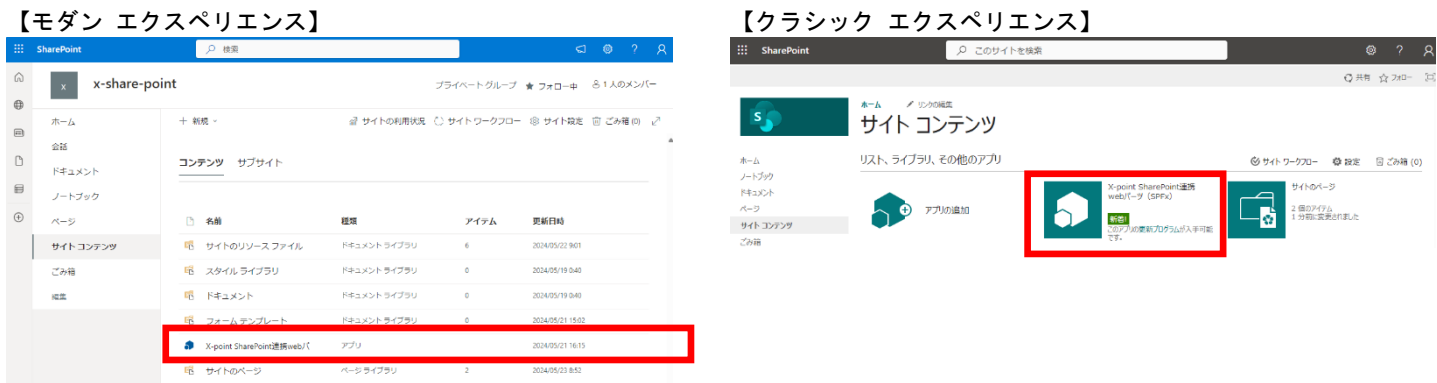 【モダン エクスペリエンス】
SharePoint
検索
x
x-share-point
プライベート グループ ★ フォロー中 1 人のメンバー
ホーム
会話
ドキュメント
ノートブック
ページ
サイト コンテンツ
ごみ箱
編集
+ 新規
サイトの利用状況 サイト ワークフロー サイト設定 ごみ箱 (0)
コンテンツ サブサイト
名前 種類 アイテム 更新日時
サイトのリソース ファイル ドキュメント ライブラリ 6 2024/05/22 9:01
スタイル ライブラリ ドキュメント ライブラリ 0 2024/05/19 0:40
ドキュメント ドキュメント ライブラリ 0 2024/05/19 0:40
フォーム テンプレート ドキュメント ライブラリ 0 2024/05/21 15:02
X-point SharePoint連携webパ アプリ 2024/05/21 16:15
サイトのページ ページ ライブラリ 2 2024/05/23 8:52
【クラシック エクスペリエンス】
SharePoint
このサイトを検索
共有 ☆ フォロー
S
ホーム リンクの編集
サイト コンテンツ
ホーム
ノートブック
ドキュメント
ページ
サイト コンテンツ
ごみ箱
リスト、ライブラリ、その他のアプリ
サイト ワークフロー 設定 ごみ箱 (0)
アプリの追加
X-point SharePoint連携
webパーツ（SPFx）
新着!
このアプリの更新プログラムが入手可能
です。
サイトのページ
2 個のアイテム
1 分前に変更されました